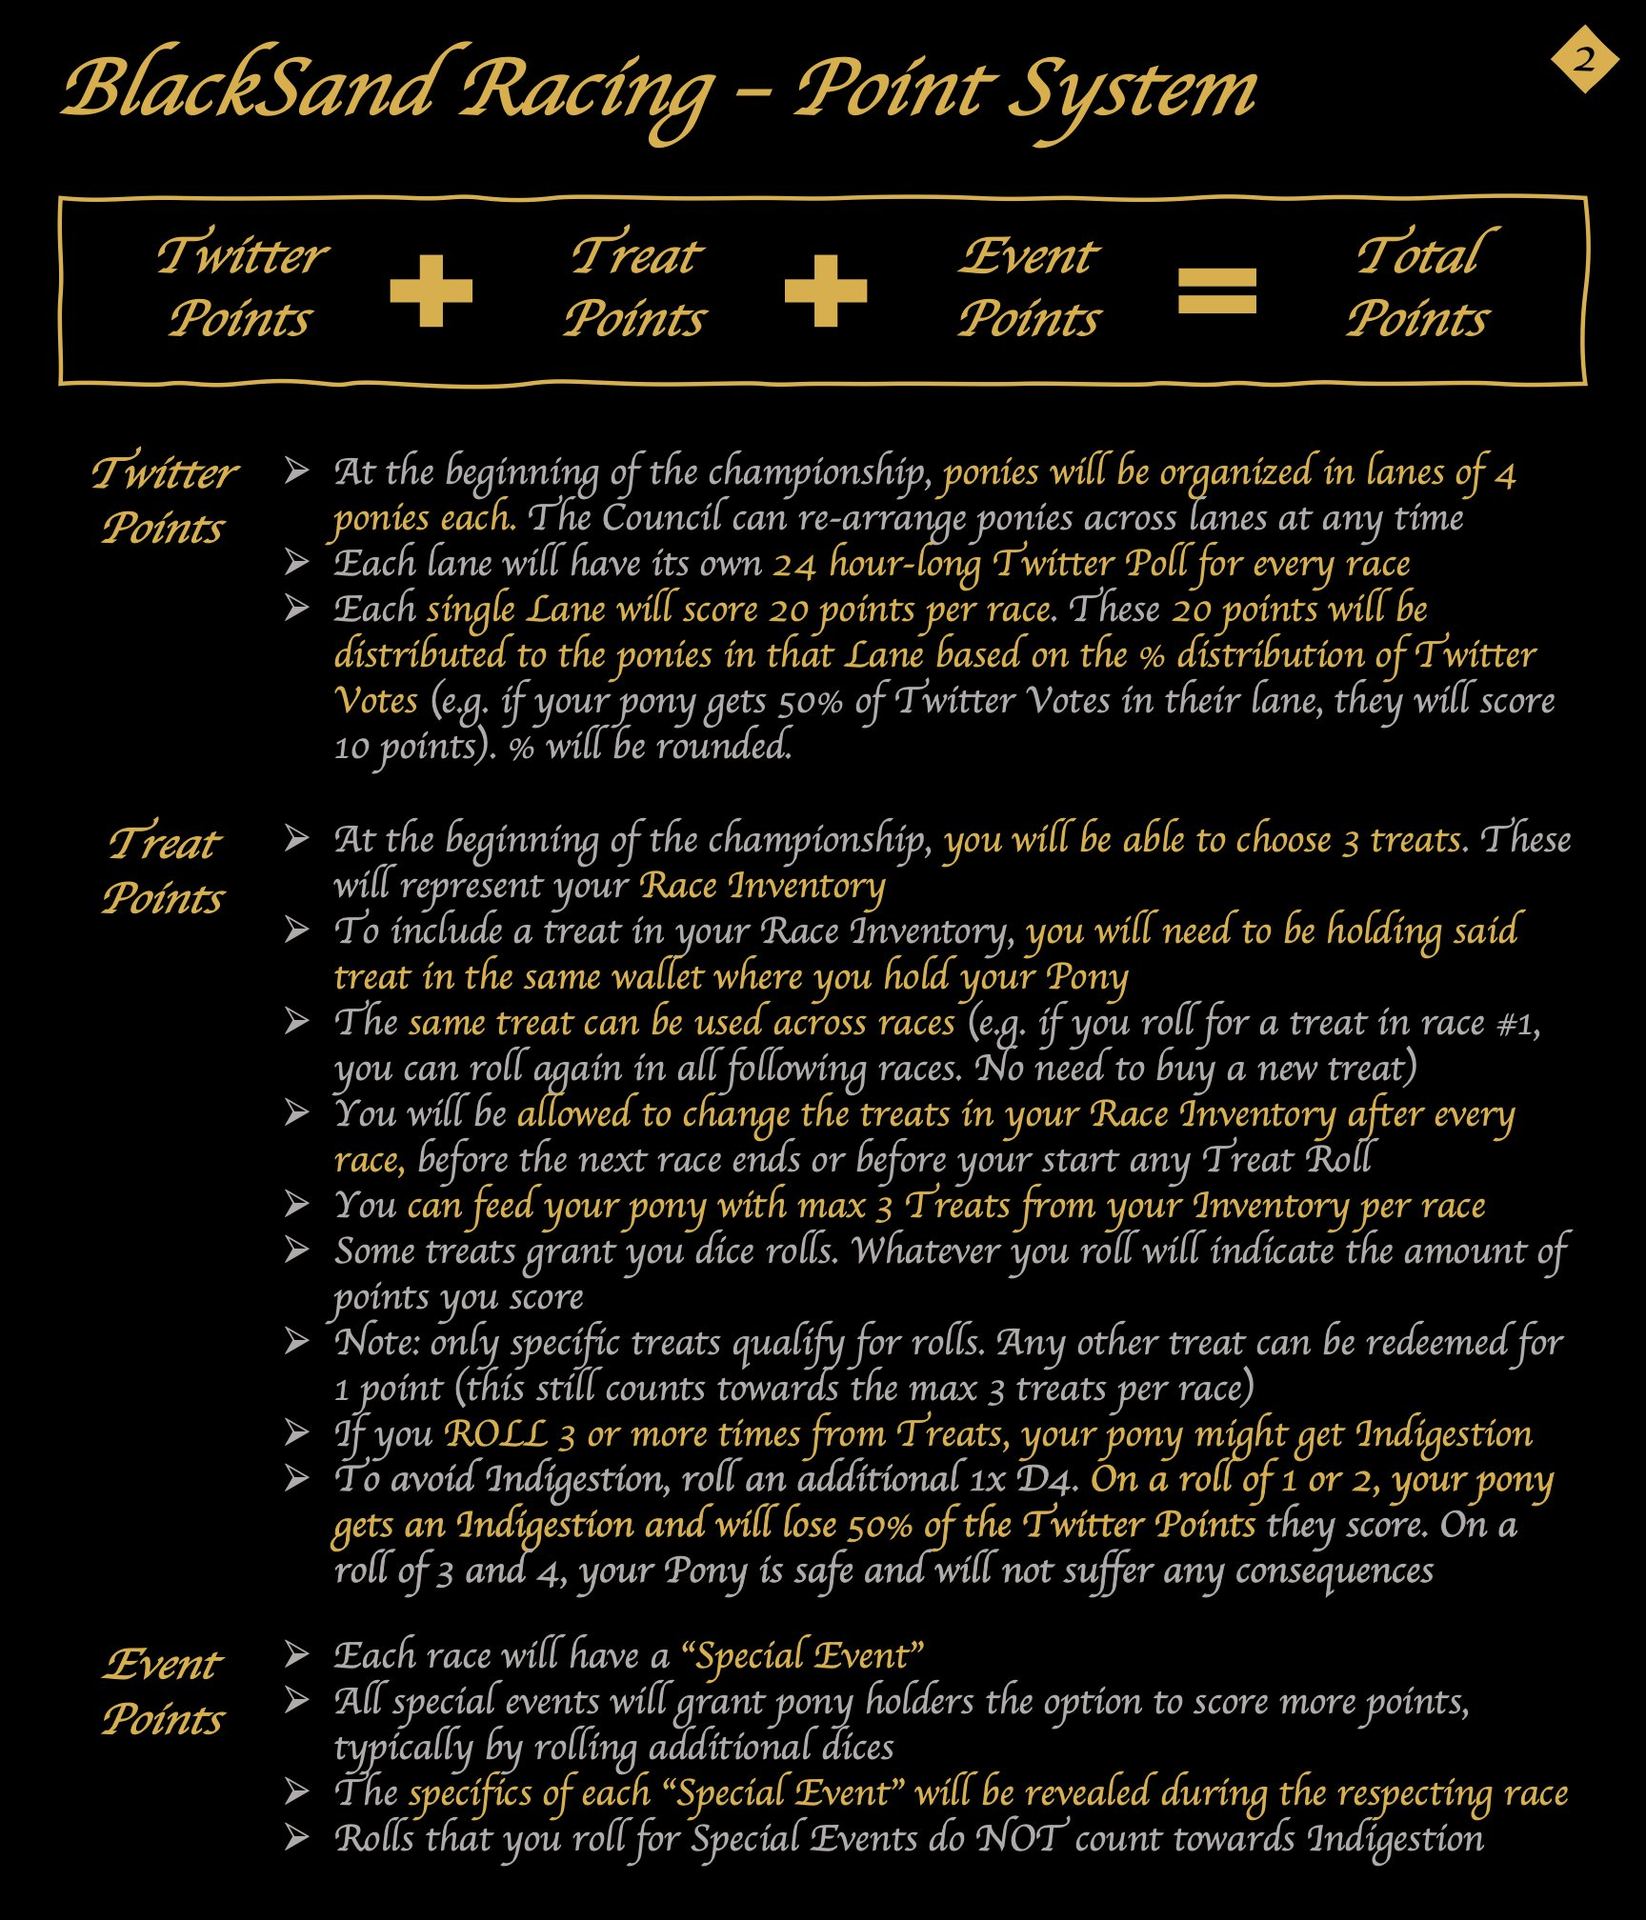 BlackSand Racing – Point System
2
Twitter Points + Treat Points + Event Points = Total Points
Twitter Points
➢ At the beginning of the championship, ponies will be organized in lanes of 4
ponies each. The Council can re-arrange ponies across lanes at any time
➢ Each lane will have its own 24 hour-long Twitter Poll for every race
➢ Each single Lane will score 20 points per race. These 20 points will be
distributed to the ponies in that Lane based on the % distribution of Twitter
Votes (e.g. if your pony gets 50% of Twitter Votes in their lane, they will score
10 points). % will be rounded.
Treat Points
➢ At the beginning of the championship, you will be able to choose 3 treats. These
will represent your Race Inventory
➢ To include a treat in your Race Inventory, you will need to be holding said
treat in the same wallet where you hold your Pony
➢ The same treat can be used across races (e.g. if you roll for a treat in race #1,
you can roll again in all following races. No need to buy a new treat)
➢ You will be allowed to change the treats in your Race Inventory after every
race, before the next race ends or before your start any Treat Roll
➢ You can feed your pony with max 3 Treats from your Inventory per race
➢ Some treats grant you dice rolls. Whatever you roll will indicate the amount of
points you score
➢ Note: only specific treats qualify for rolls. Any other treat can be redeemed for
1 point (this still counts towards the max 3 treats per race)
➢ If you ROLL 3 or more times from Treats, your pony might get Indigestion
➢ To avoid Indigestion, roll an additional 1x D4. On a roll of 1 or 2, your pony
gets an Indigestion and will lose 50% of the Twitter Points they score. On a
roll of 3 and 4, your Pony is safe and will not suffer any consequences
Event Points
➢ Each race will have a “Special Event”
➢ All special events will grant pony holders the option to score more points,
typically by rolling additional dices
➢ The specifics of each “Special Event” will be revealed during the respecting race
➢ Rolls that you roll for Special Events do NOT count towards Indigestion